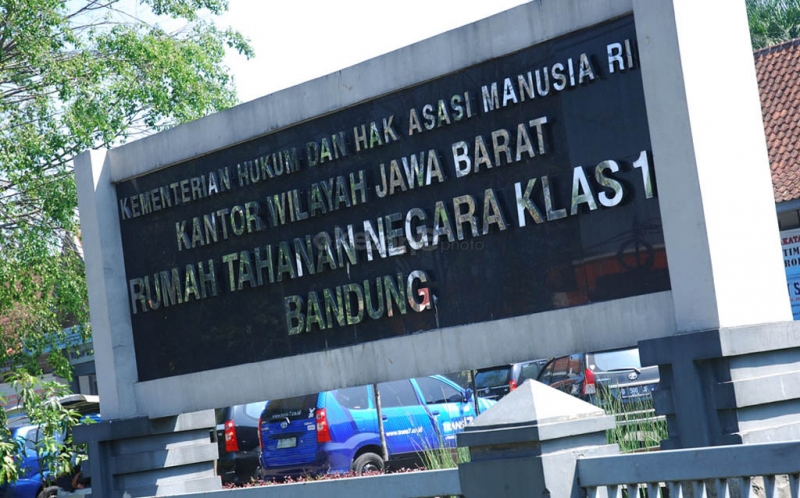 KEMENTERIAN HUKUM DAN HAK ASASI MANUSIA RI
KANTOR WILAYAH JAWA BARAT
RUMAH TAHANAN NEGARA KLAS 1
BANDUNG